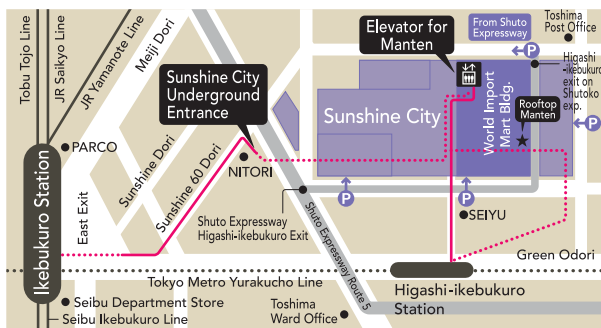 Tobu Tojo Line
JR Saikyo Line
JR Yamanote Line
Meiji Dori
Elevator for
Manten
From Shuto
Expressway
Toshima
Post Office
P
Higashi
-ikebukuro
exit on
Shutoko
exp.
Sunshine City
Underground
Entrance
Sunshine City
World Import
Mart Bldg.
Rooftop
Manten
P
PARCO
Sunshine Dori
Sunshine 60 Dori
NITORI
East Exit
Ikebukuro Station
Shuto Expressway
Higashi-ikebukuro Exit
P
P
SEIYU
Shuto Expressway Route 5
Green Odori
Tokyo Metro Yurakucho Line
Higashi-ikebukuro
Station
Seibu Department Store
Seibu Ikebukuro Line
Toshima
Ward Office